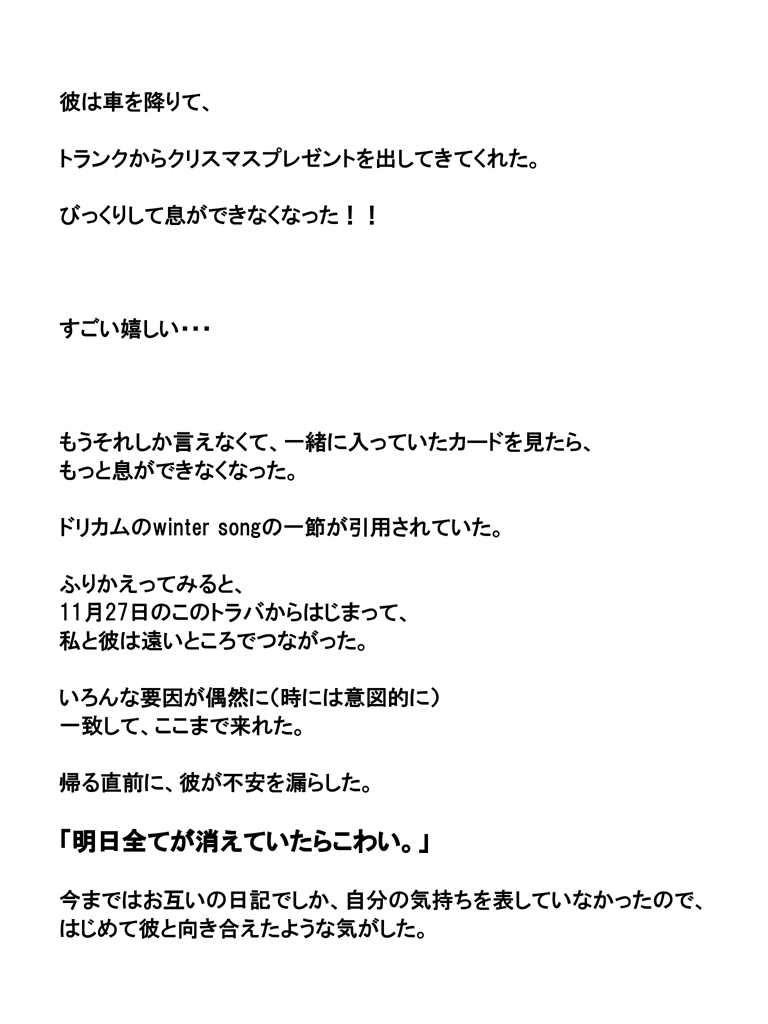 彼は車を降りて、
トランクからクリスマスプレゼントを出してきてくれた。
びっくりして息ができなくなった！！
すごい嬉しい・・・
もうそれしか言えなくて、一緒に入っていたカードを見たら、
もっと息ができなくなった。
ドリカムのwinter songの一節が引用されていた。
ふりかえってみると、
11月27日のこのトラバからはじまって、
私と彼は遠いところでつながった。
いろんな要因が偶然に（時には意図的に）
一致して、ここまで来れた。
帰る直前に、彼が不安を漏らした。
「明日全てが消えていたらこわい。」
今まではお互いの日記でしか、自分の気持ちを表していなかったので、
はじめて彼と向き合えたような気がした。